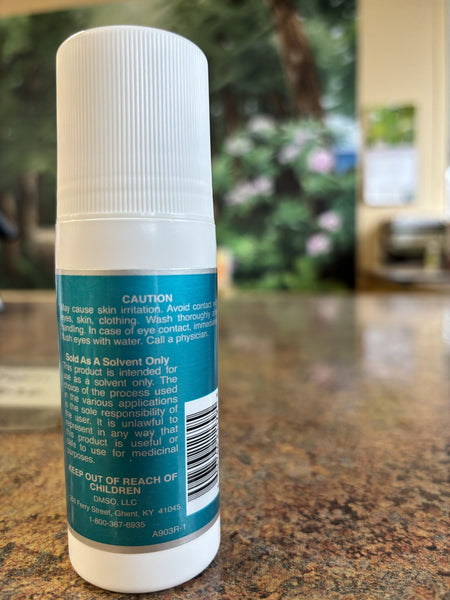 CAUTION
May cause skin irritation. Avoid contact
eyes, skin, clothing. Wash thoroughly
handling. In case of eye contact,
flush eyes with water. Call a physician.
Sold As A Solvent Only
This product is intended for
use as a solvent only. The
choice of the process used
in the various applications
is the sole responsibility of
the user. It is unlawful to
represent in any way that
this product is useful or
safe to use for medicinal
purposes.
KEEP OUT OF REACH OF
CHILDREN
DMSO, LLC
Ferry Street, Ghent, KY 41045
1-800-367-6935
A903R-1